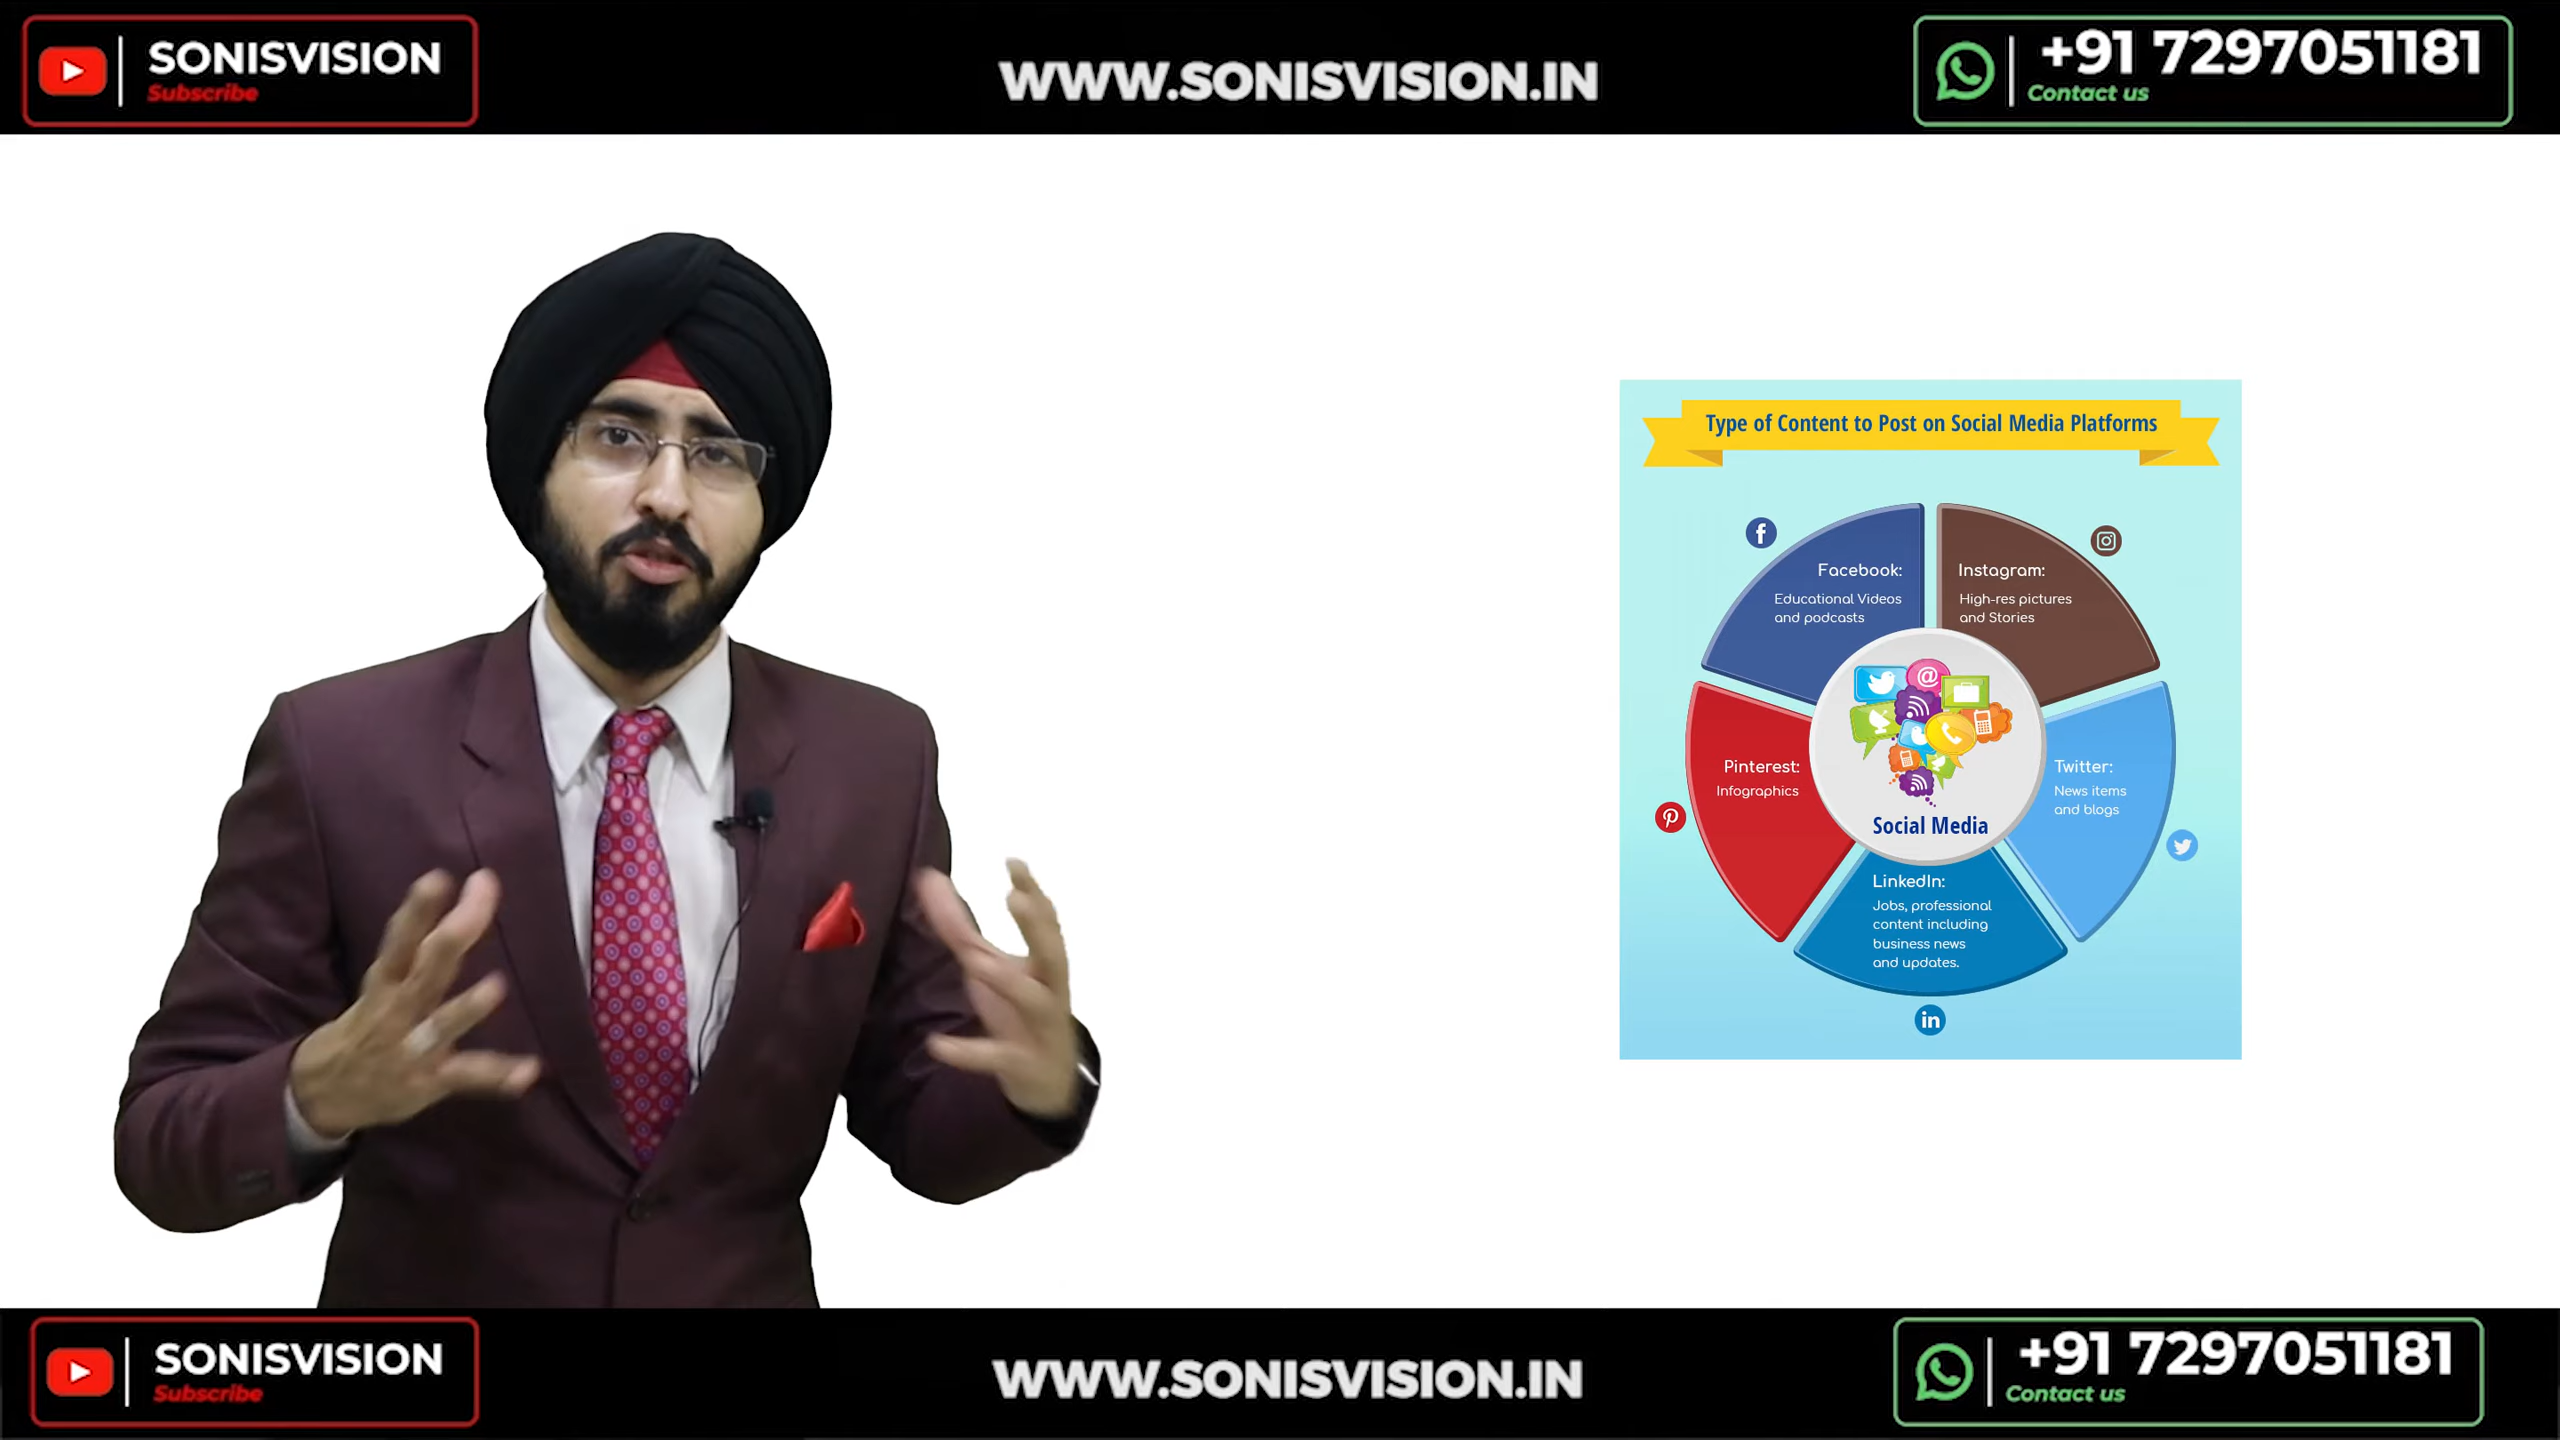 SONISVISION
Subscribe
WWW.SONISVISION.IN
+91 7297051181
Contact us
Type of Content to Post on Social Media Platforms
Facebook:
Educational Videos
and podcasts
Instagram:
High-res pictures
and Stories
Pinterest:
Infographics
Twitter:
News items
and blogs
Social Media
LinkedIn:
Jobs, professional
content including
business news
and updates.
SONISVISION
Subscribe
WWW.SONISVISION.IN
+91 7297051181
Contact us